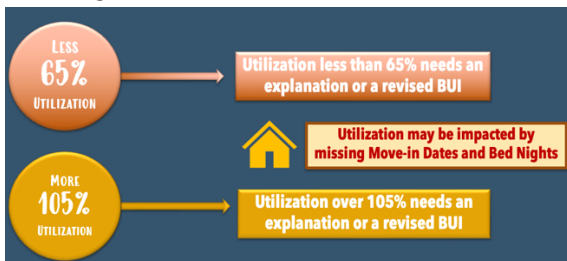 LESS
65%
UTILIZATION
Utilization less than 65% needs an
explanation or a revised BUI
Utilization may be impacted by
missing Move-in Dates and Bed Nights
MORE
105%
UTILIZATION
Utilization over 105% needs an
explanation or a revised BUI